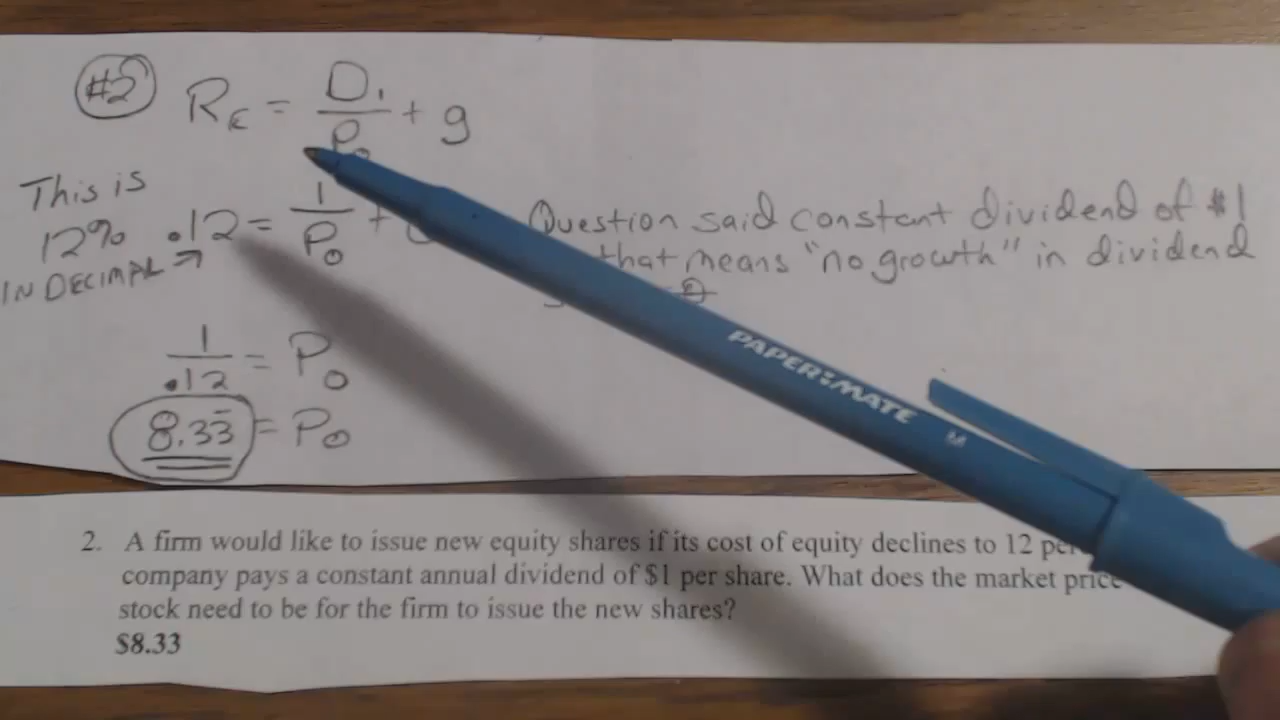 #2 R_E = D₁/P₀ + g
This is
12% .12 = 1/P₀ +
IN DECIMAL →
Question said constant dividend of $1
that means "no growth" in dividend
1/.12 = P₀
8.33̅ = P₀
PAPER:MATE M
2. A firm would like to issue new equity shares if its cost of equity declines to 12
company pays a constant annual dividend of $1 per share. What does the market price
stock need to be for the firm to issue the new shares?
$8.33